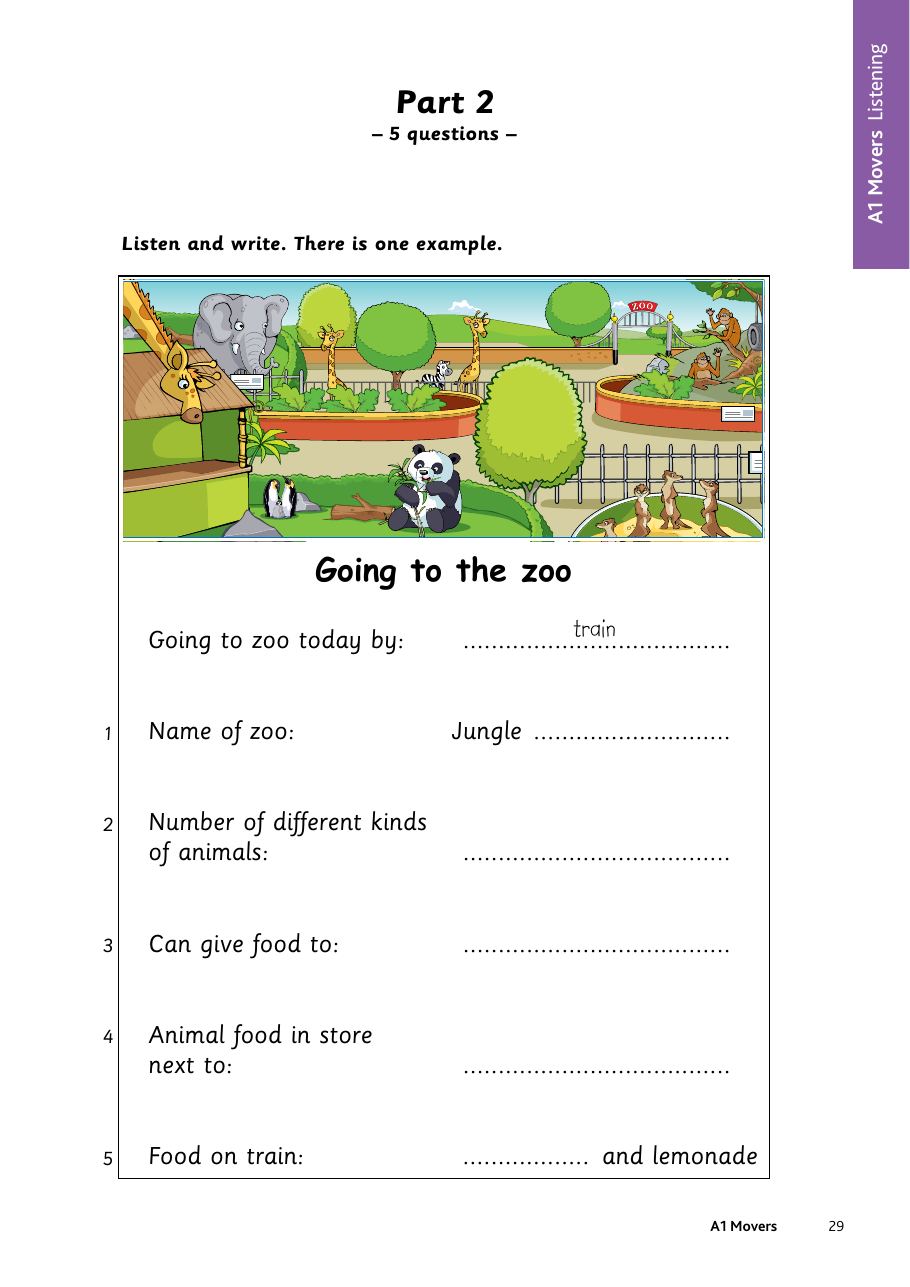 A1 Movers Listening
Part 2
– 5 questions –
Listen and write. There is one example.
ZOO
Going to the zoo
Going to zoo today by: ...................................... train
1 Name of zoo: Jungle ............................
2 Number of different kinds
of animals: ......................................
3 Can give food to: ......................................
4 Animal food in store
next to: ......................................
5 Food on train: .................. and lemonade
A1 Movers 29